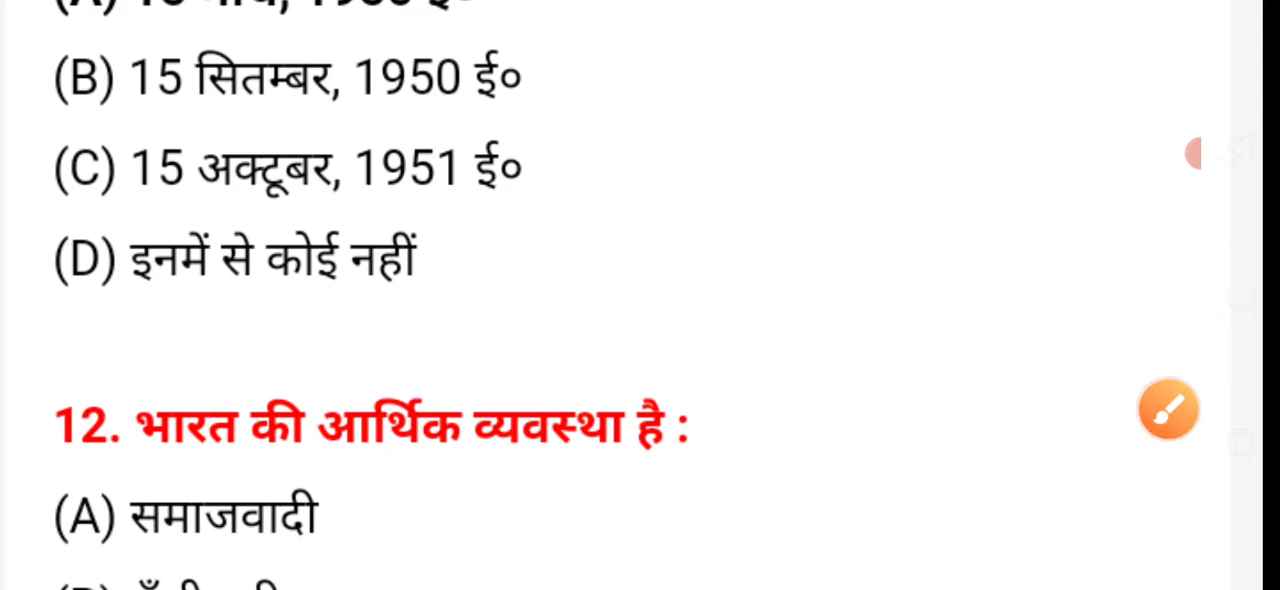 (B) 15 सितम्बर, 1950 ई०
(C) 15 अक्टूबर, 1951 ई०
(D) इनमें से कोई नहीं
12. भारत की आर्थिक व्यवस्था है :
(A) समाजवादी